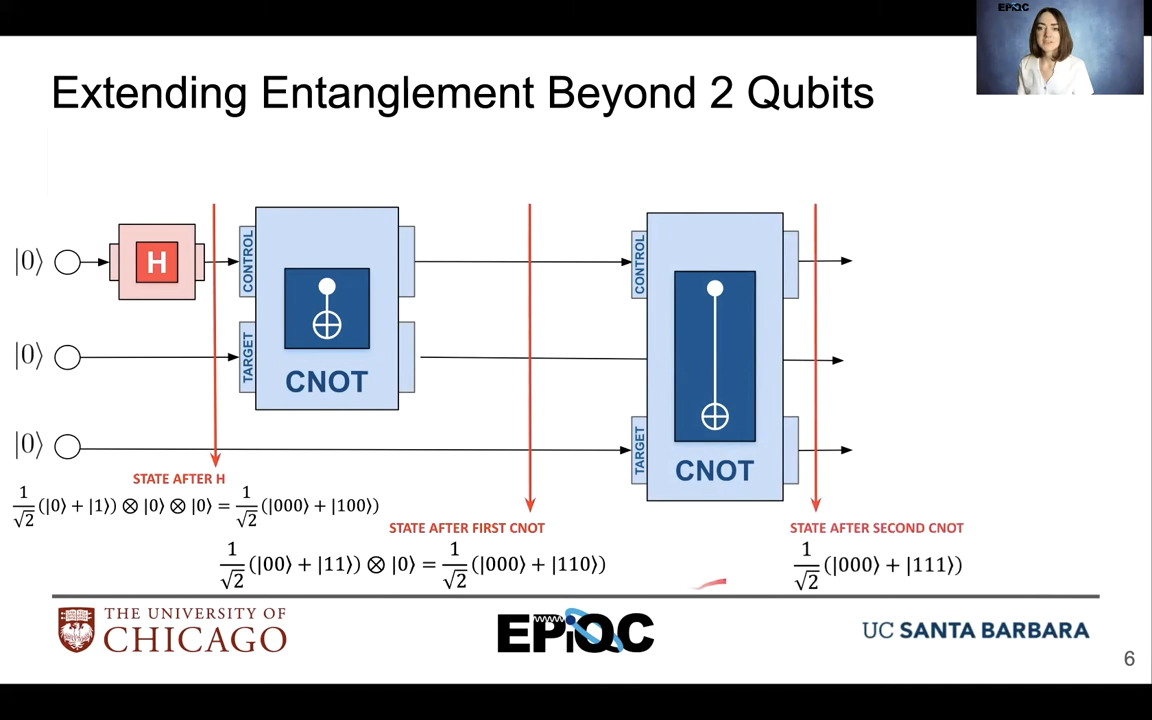 EPiQC
Extending Entanglement Beyond 2 Qubits
|0⟩
H
CONTROL
TARGET
CNOT
|0⟩
|0⟩
CONTROL
TARGET
CNOT
STATE AFTER H
1/√2 (|0⟩ + |1⟩) ⊗ |0⟩ ⊗ |0⟩ = 1/√2 (|000⟩ + |100⟩)
STATE AFTER FIRST CNOT
1/√2 (|00⟩ + |11⟩) ⊗ |0⟩ = 1/√2 (|000⟩ + |110⟩)
STATE AFTER SECOND CNOT
1/√2 (|000⟩ + |111⟩)
THE UNIVERSITY OF
CHICAGO
EPiQC
UC SANTA BARBARA
6